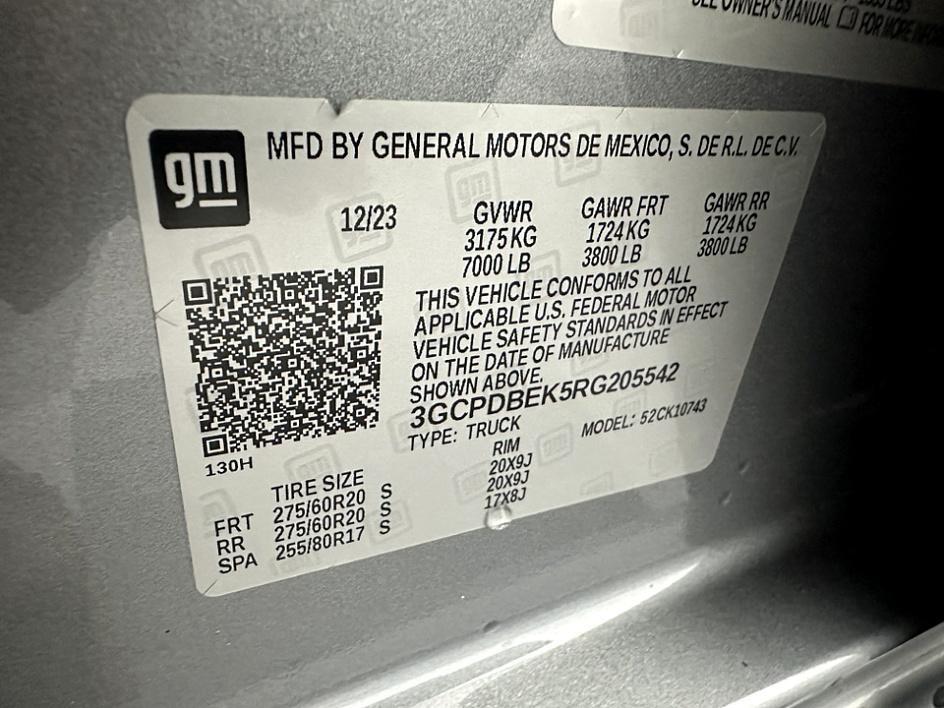 SEE OWNER'S MANUAL FOR MORE
gm
MFD BY GENERAL MOTORS DE MEXICO, S. DE R.L. DE C.V.
12/23 GVWR GAWR FRT GAWR RR
3175 KG 1724 KG 1724 KG
7000 LB 3800 LB 3800 LB
THIS VEHICLE CONFORMS TO ALL
APPLICABLE U.S. FEDERAL MOTOR
VEHICLE SAFETY STANDARDS IN EFFECT
ON THE DATE OF MANUFACTURE
SHOWN ABOVE.
3GCPDBEK5RG205542
TYPE: TRUCK MODEL: 52CK10743
130H
TIRE SIZE RIM
FRT 275/60R20 S 20X9J
RR 275/60R20 S 20X9J
SPA 255/80R17 S 17X8J